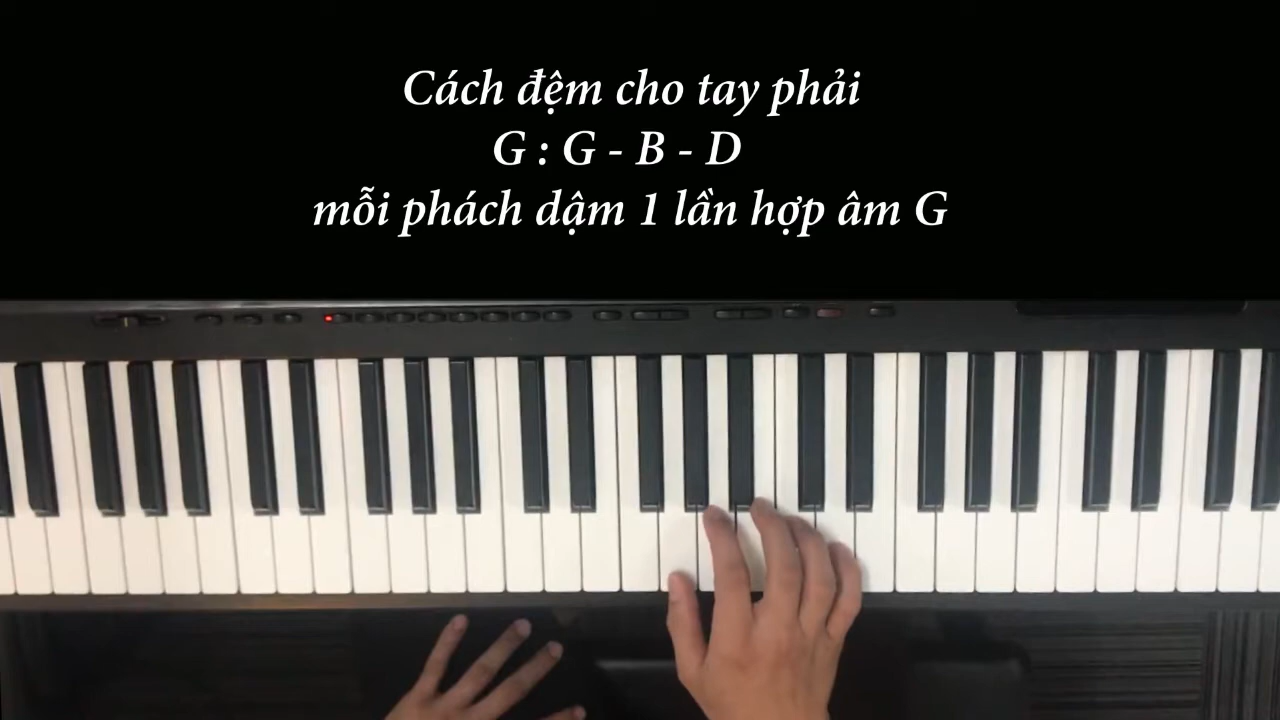 Cách đệm cho tay phải
G : G - B - D
mỗi phách dậm 1 lần hợp âm G